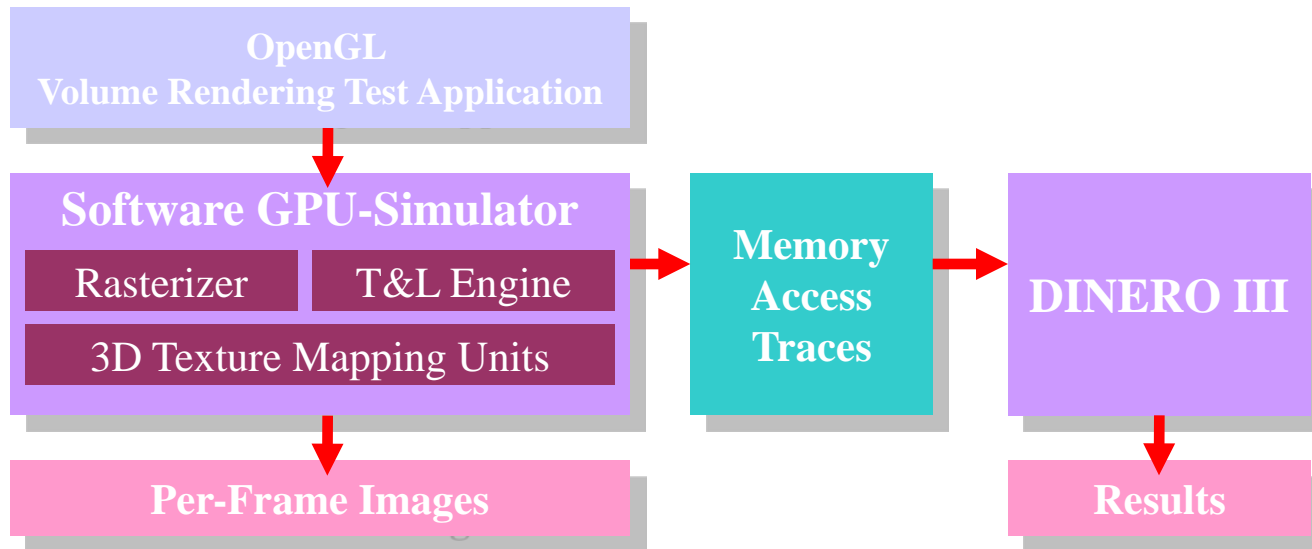 OpenGL
Volume Rendering Test Application
Software GPU-Simulator
Rasterizer
T&L Engine
3D Texture Mapping Units
Memory
Access
Traces
DINERO III
Per-Frame Images
Results